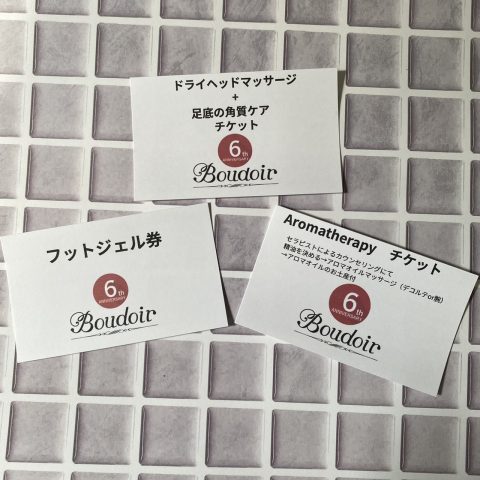 ドライヘッドマッサージ
+
足底の角質ケア
チケット
6th
ANNIVERSARY
Boudoir
フットジェル券
6th
ANNIVERSARY
Boudoir
Aromatherapy チケット
セラピストによるカウンセリングにて
精油を決める→アロマオイルマッサージ（デコルテor腕）
→アロマオイルのお土産付
6th
ANNIVERSARY
Boudoir